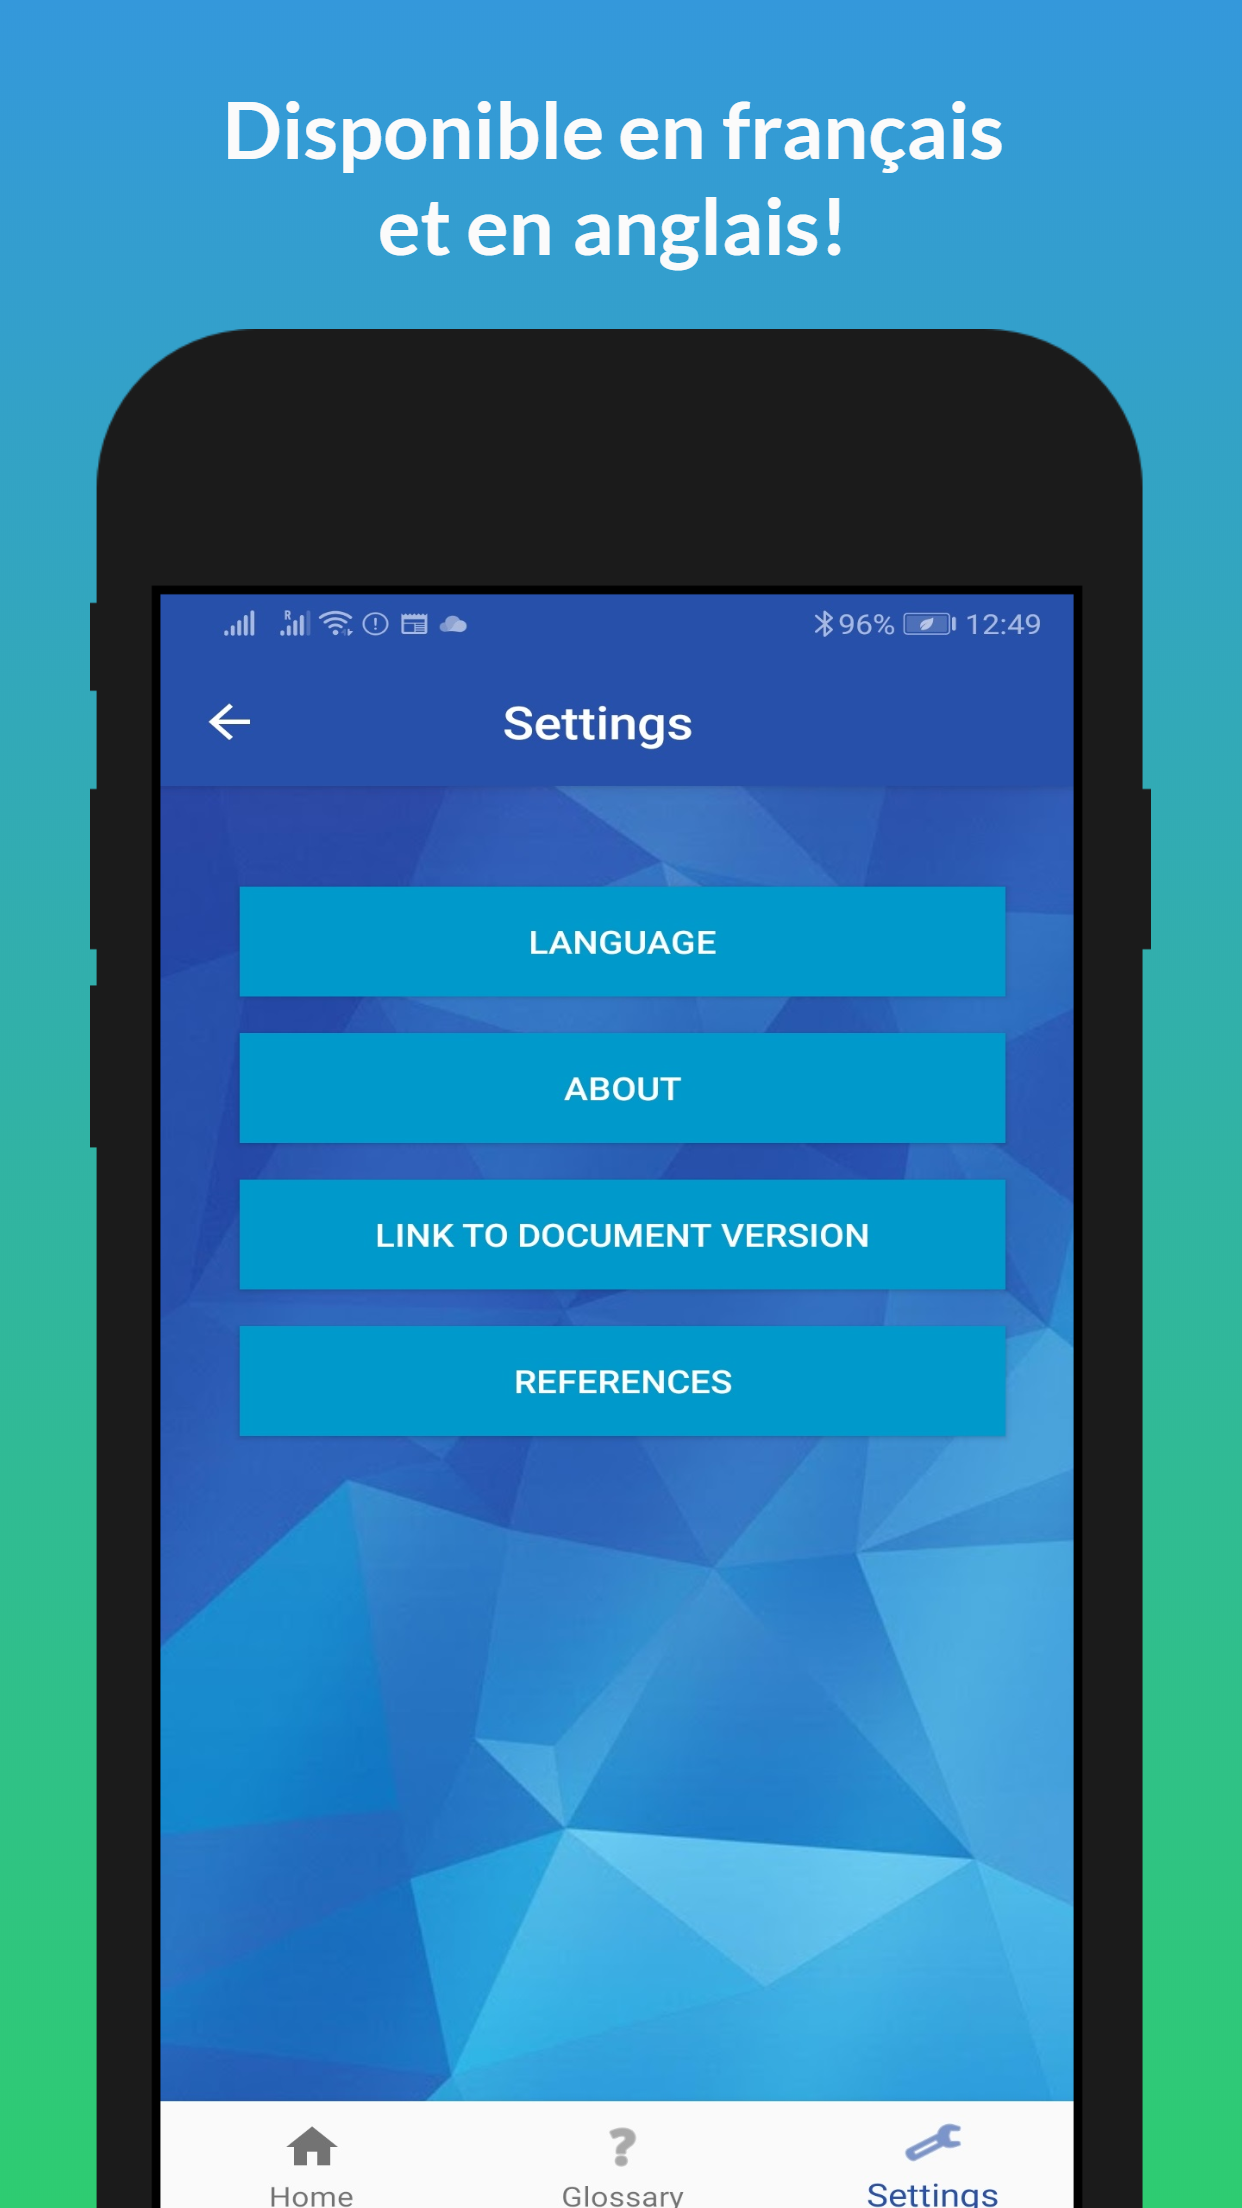 Disponible en français
et en anglais!
R
96% 12:49
Settings
LANGUAGE
ABOUT
LINK TO DOCUMENT VERSION
REFERENCES
Home Glossary Settings